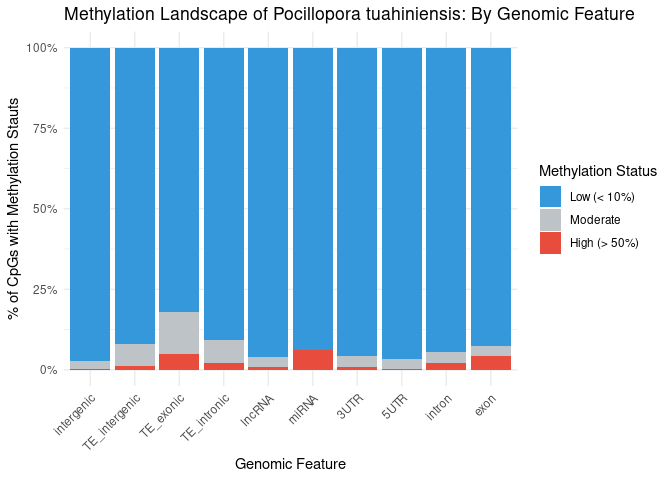 Methylation Landscape of Pocillopora tuahiniensis: By Genomic Feature
% of CpGs with Methylation Stauts
100%
75%
50%
25%
0%
intergenic
TE_intergenic
TE_exonic
TE_intronic
lncRNA
miRNA
3UTR
5UTR
intron
exon
Genomic Feature
Methylation Status
Low (< 10%)
Moderate
High (> 50%)